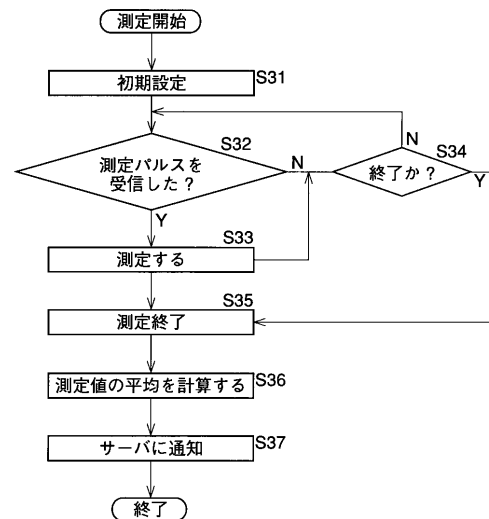 測定開始
初期設定
S31
S32
測定パルスを
受信した？
N
N
S34
終了か？
Y
Y
S33
測定する
S35
測定終了
測定値の平均を計算する
S36
サーバに通知
S37
終了